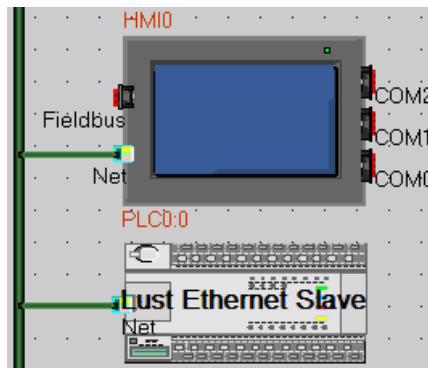 HMI0
COM2
Fieldbus
COM1
Net
COM0
PLC0:0
Lust Ethernet Slave
Net